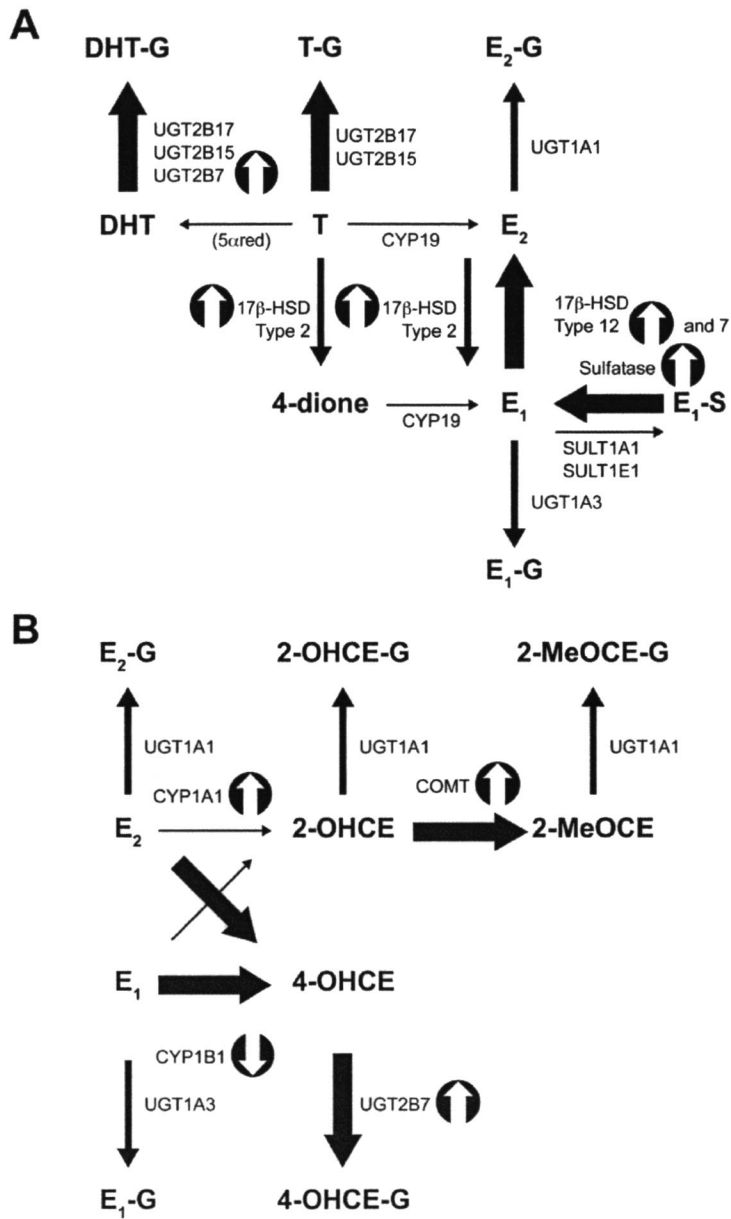 A
DHT-G T-G E2-G
UGT2B17
UGT2B15
UGT2B7
UGT2B17
UGT2B15
UGT1A1
DHT T E2
(5αred) CYP19
17β-HSD
Type 2
17β-HSD
Type 2
17β-HSD
Type 12 and 7
Sulfatase
4-dione E1 E1-S
CYP19
SULT1A1
SULT1E1
UGT1A3
E1-G
B
E2-G 2-OHCE-G 2-MeOCE-G
UGT1A1 UGT1A1 UGT1A1
CYP1A1 COMT
E2 2-OHCE 2-MeOCE
E1 4-OHCE
CYP1B1
UGT1A3 UGT2B7
E1-G 4-OHCE-G